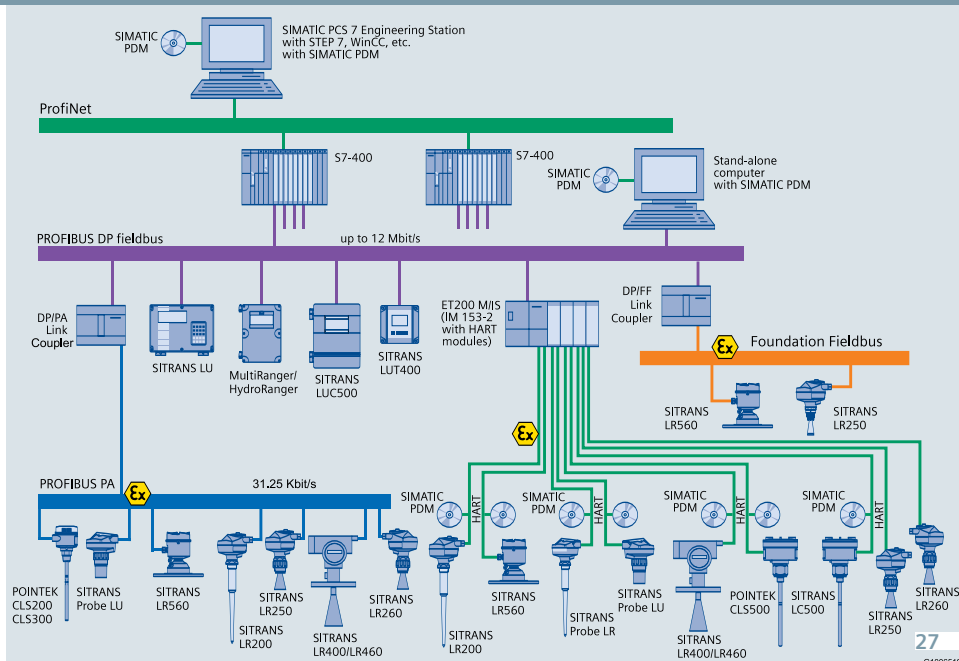 SIMATIC
PDM
SIMATIC PCS 7 Engineering Station
with STEP 7, WinCC, etc.
with SIMATIC PDM
ProfiNet
S7-400
S7-400
SIMATIC
PDM
Stand-alone
computer
with SIMATIC PDM
PROFIBUS DP fieldbus
up to 12 Mbit/s
DP/PA
Link
Coupler
SITRANS LU
MultiRanger/
HydroRanger
SITRANS
LUC500
SITRANS
LUT400
ET200 M/IS
(IM 153-2
with HART
modules)
DP/FF
Link
Coupler
Ex
Foundation Fieldbus
SITRANS
LR560
SITRANS
LR250
Ex
PROFIBUS PA
Ex
31.25 Kbit/s
SIMATIC
PDM
HART
SIMATIC
PDM
HART
SIMATIC
PDM
HART
SIMATIC
PDM
HART
POINTEK
CLS200
CLS300
SITRANS
Probe LU
SITRANS
LR560
SITRANS
LR200
SITRANS
LR250
SITRANS
LR400/LR460
SITRANS
LR260
SITRANS
LR200
SITRANS
LR560
SITRANS
Probe LR
SITRANS
Probe LU
SITRANS
LR400/LR460
POINTEK
CLS500
SITRANS
LC500
SITRANS
LR250
SITRANS
LR260
27